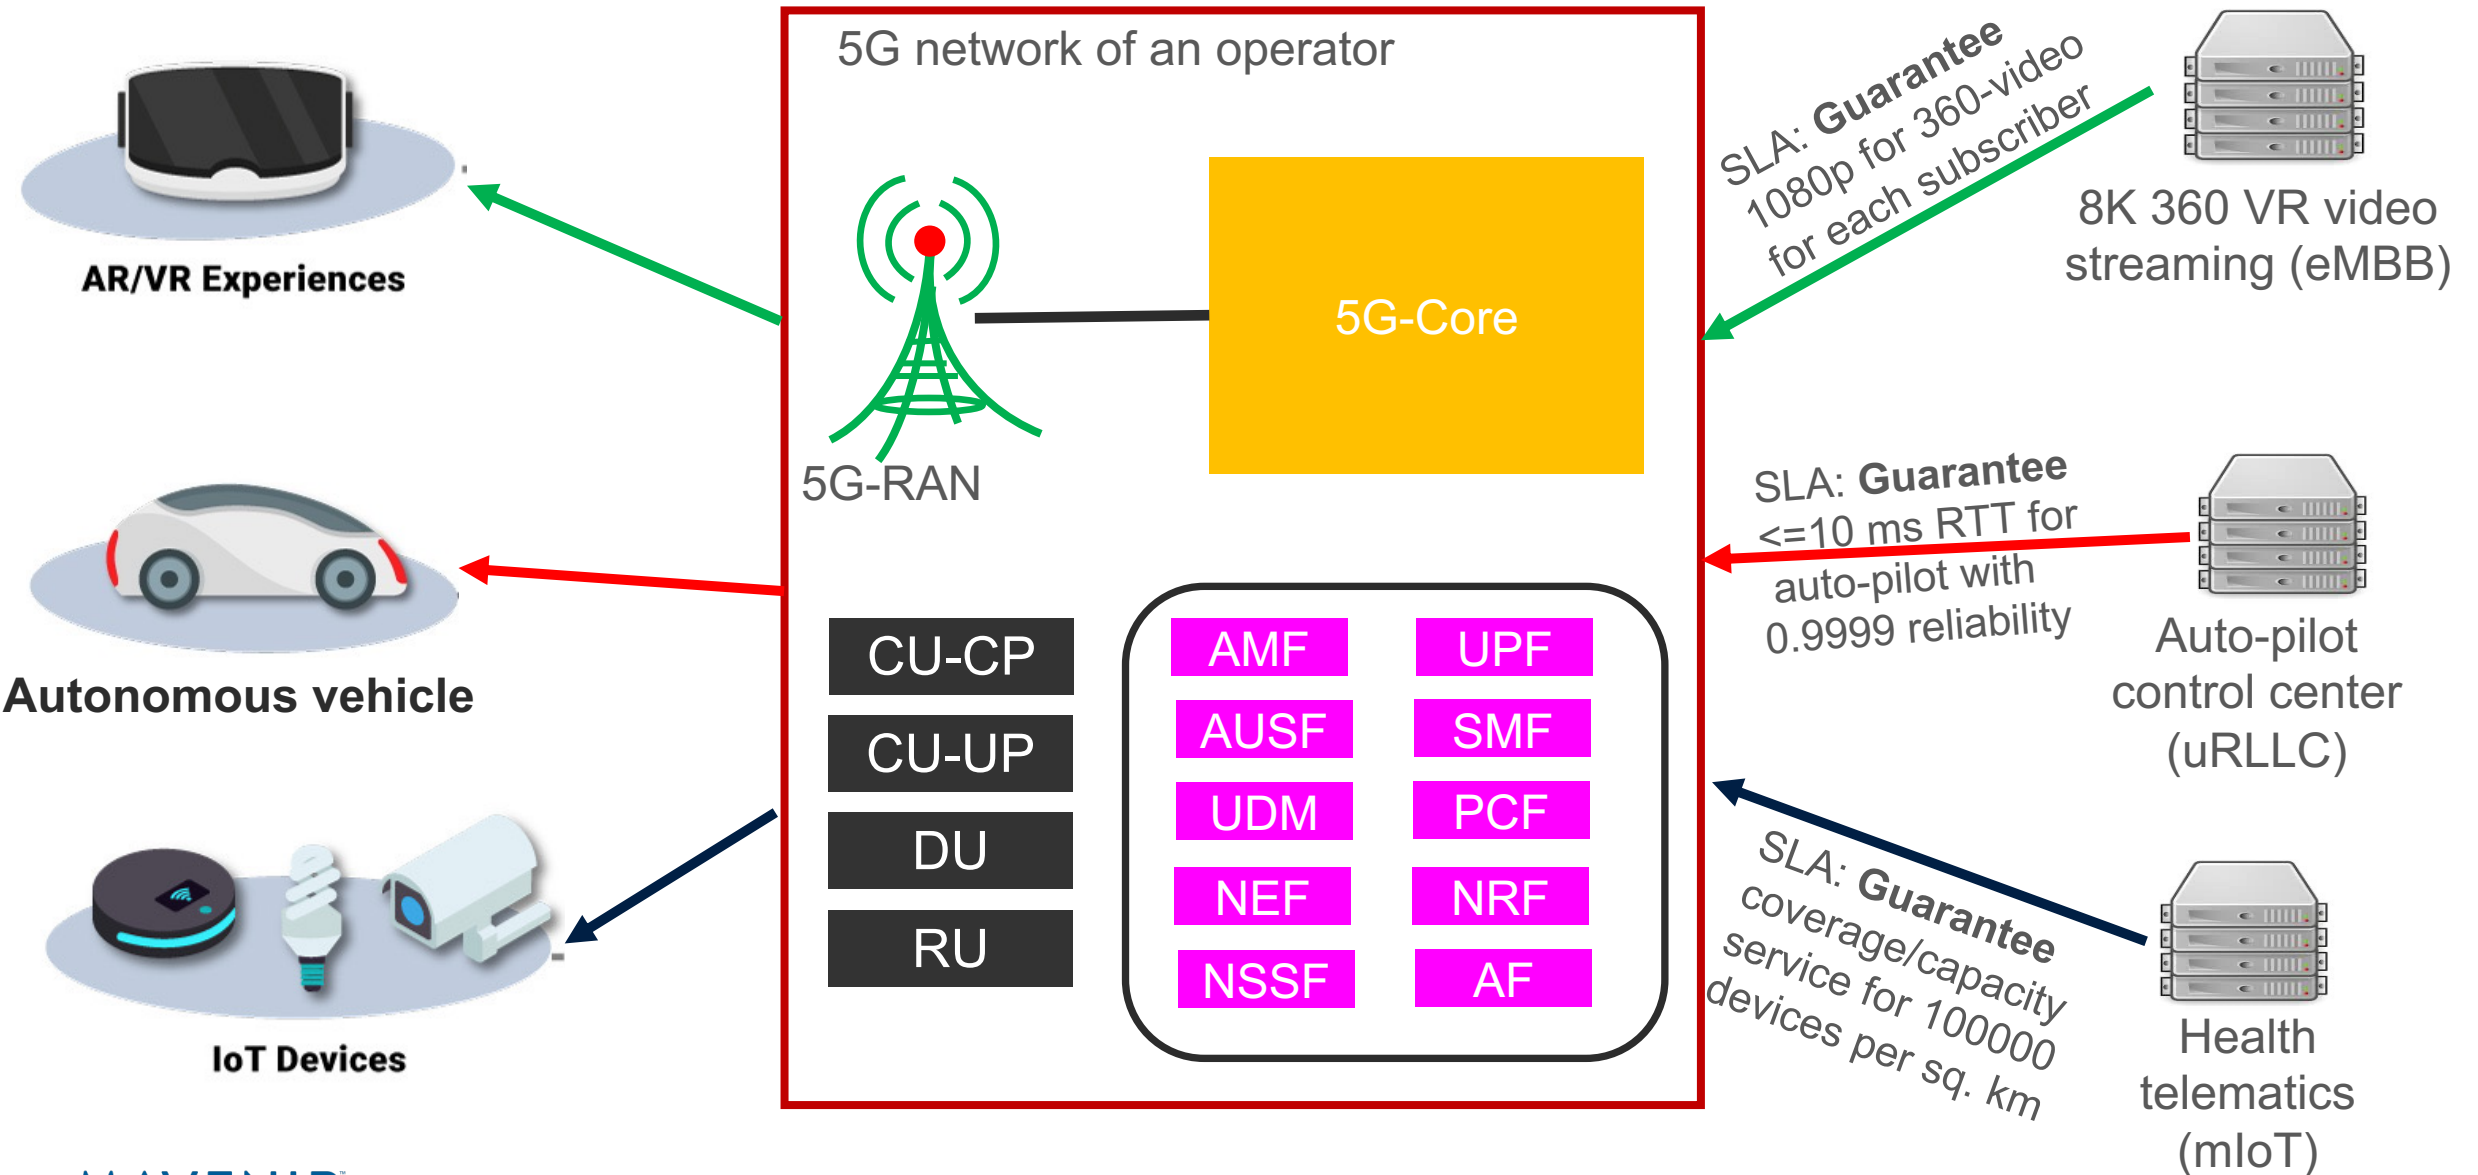 5G network of an operator
AR/VR Experiences
Autonomous vehicle
IoT Devices
5G-RAN
5G-Core
CU-CP
CU-UP
DU
RU
AMF
UPF
AUSF
SMF
UDM
PCF
NEF
NRF
NSSF
AF
SLA: Guarantee
1080p for 360-video
for each subscriber
8K 360 VR video
streaming (eMBB)
SLA: Guarantee
<=10 ms RTT for
auto-pilot with
0.9999 reliability
Auto-pilot
control center
(uRLLC)
SLA: Guarantee
coverage/capacity
service for 100000
devices per sq. km
Health
telematics
(mIoT)